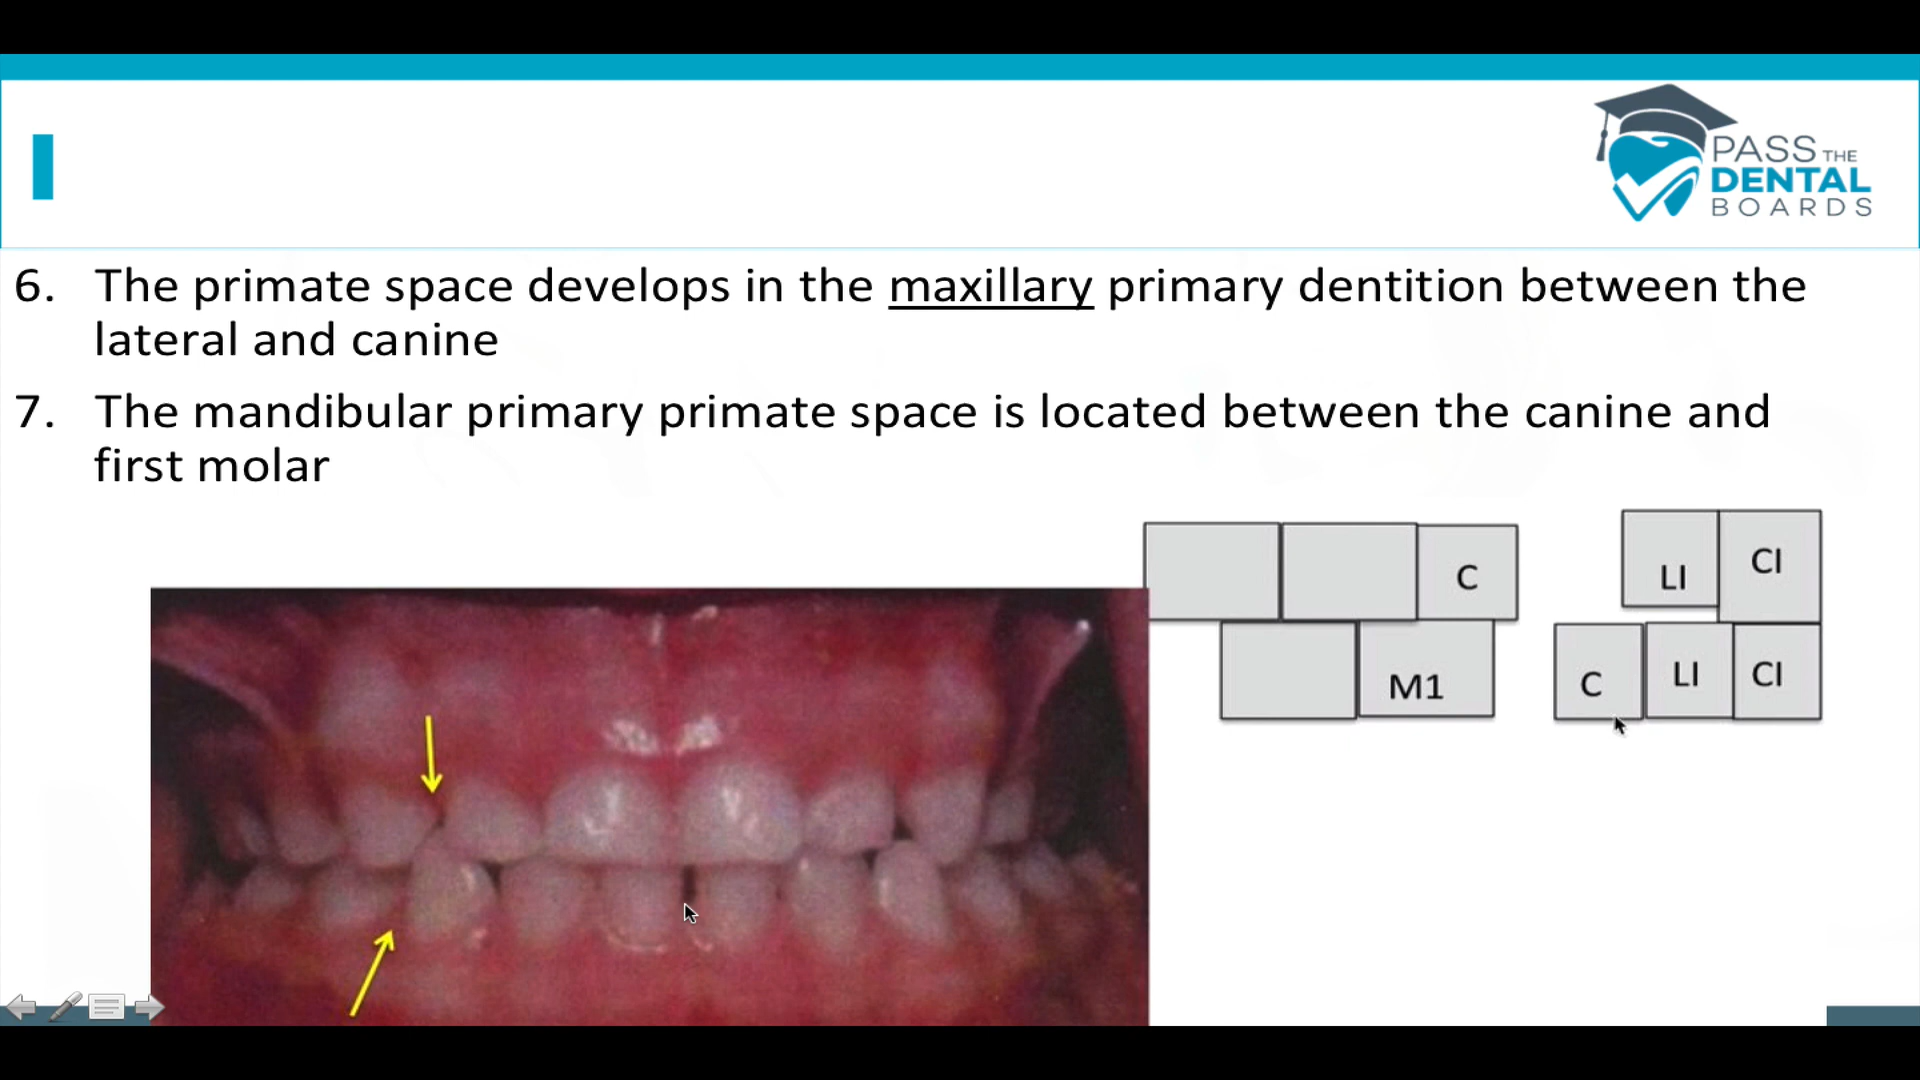 PASS THE
DENTAL
BOARDS
6. The primate space develops in the maxillary primary dentition between the
lateral and canine
7. The mandibular primary primate space is located between the canine and
first molar
C
LI
CI
M1
C
LI
CI